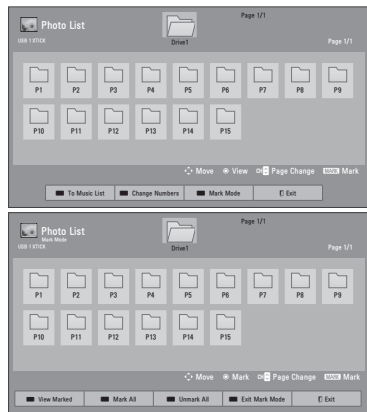 Page 1/1
Photo List
USB 1 XTICK
Drive1
Page 1/1
P1 P2 P3 P4 P5 P6 P7 P8 P9
P10 P11 P12 P13 P14 P15
Move View CH Page Change MARK Mark
To Music List Change Numbers Mark Mode Exit
Page 1/1
Photo List
Mark Mode
USB 1 XTICK
Drive1
Page 1/1
P1 P2 P3 P4 P5 P6 P7 P8 P9
P10 P11 P12 P13 P14 P15
Move Mark CH Page Change MARK Mark
View Marked Mark All Unmark All Exit Mark Mode Exit